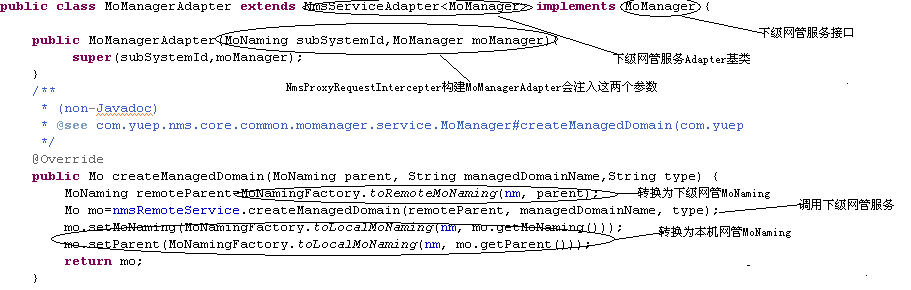 public class MoManagerAdapter extends NmsServiceAdapter<MoManager> implements MoManager {
下级网管服务接口
public MoManagerAdapter(MoNaming subSystemId,MoManager moManager){
下级网管服务Adapter基类
super(subSystemId,moManager);
}
NmsProxyRequestIntercepter构建MoManagerAdapter会注入这两个参数
/**
* (non-Javadoc)
* @see com.yuep.nms.core.common.momanager.service.MoManager#createManagedDomain(com.yuep
*/
@Override
public Mo createManagedDomain(MoNaming parent, String managedDomainName,String type) {
MoNaming remoteParent=MoNamingFactory.toRemoteMoNaming(nm, parent);
转换为下级网管MoNaming
Mo mo=nmsRemoteService.createManagedDomain(remoteParent, managedDomainName, type);
调用下级网管服务
mo.setMoNaming(MoNamingFactory.toLocalMoNaming(nm, mo.getMoNaming()));
转换为本机网管MoNaming
mo.setParent(MoNamingFactory.toLocalMoNaming(nm, mo.getParent()));
return mo;
}